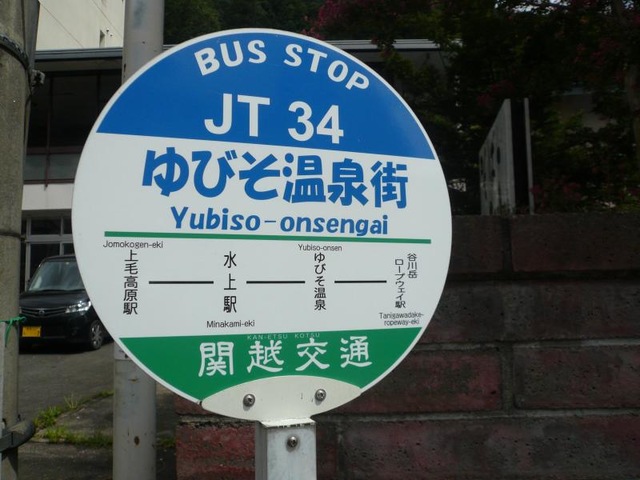 BUS STOP
JT 34
ゆびそ温泉街
Yubiso-onsengai
Jomokogen-eki
上毛高原駅
水上駅
Minakami-eki
Yubiso-onsen
ゆびそ温泉
谷川岳
ロープウェイ駅
Tanigawadake-
ropeway-eki
KAN-ETSU KOTSU
関越交通